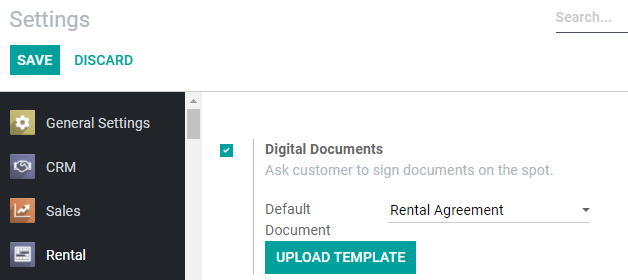 Settings
Search...
SAVE DISCARD
General Settings
CRM
Sales
Rental
Digital Documents
Ask customer to sign documents on the spot.
Default Document
Rental Agreement
UPLOAD TEMPLATE